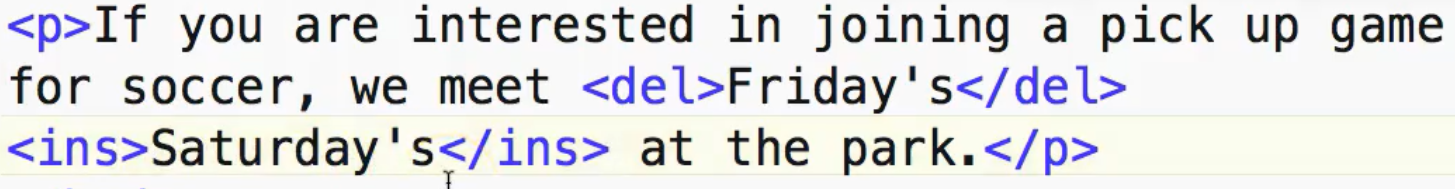 <p>If you are interested in joining a pick up game
for soccer, we meet <del>Friday's</del>
<ins>Saturday's</ins> at the park.</p>